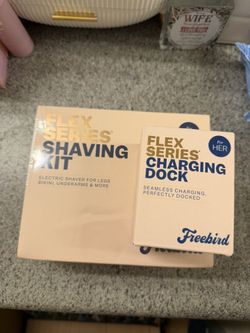 WIFE
FLEX
SERIES
SHAVING
KIT
ELECTRIC SHAVER FOR LEGS
BIKINI, UNDERARMS & MORE
For
HER
FLEX
SERIES
CHARGING
DOCK
SEAMLESS CHARGING,
PERFECTLY DOCKED
Freebird